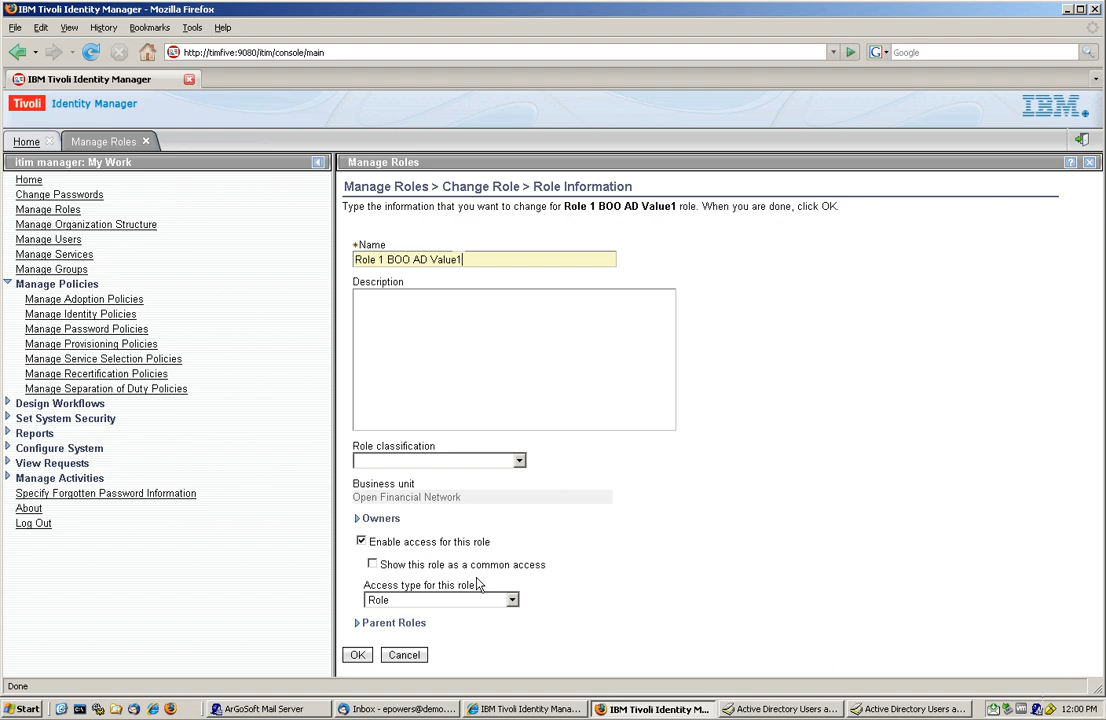 IBM Tivoli Identity Manager - Mozilla Firefox
File Edit View History Bookmarks Tools Help
http://timfive:9080/itim/console/main
Google
IBM Tivoli Identity Manager
Tivoli Identity Manager
IBM.
Home
Manage Roles
itim manager: My Work
Home
Change Passwords
Manage Roles
Manage Organization Structure
Manage Users
Manage Services
Manage Groups
Manage Policies
Manage Adoption Policies
Manage Identity Policies
Manage Password Policies
Manage Provisioning Policies
Manage Service Selection Policies
Manage Recertification Policies
Manage Separation of Duty Policies
Design Workflows
Set System Security
Reports
Configure System
View Requests
Manage Activities
Specify Forgotten Password Information
About
Log Out
Manage Roles
Manage Roles > Change Role > Role Information
Type the information that you want to change for Role 1 BOO AD Value1 role. When you are done, click OK.
*Name
Role 1 BOO AD Value1
Description
Role classification
Business unit
Open Financial Network
Owners
Enable access for this role
Show this role as a common access
Access type for this role
Role
Parent Roles
OK Cancel
Done
Start ArGoSoft Mail Server Inbox - epowers@demo.... IBM Tivoli Identity Mana... IBM Tivoli Identity M... Active Directory Users a... Active Directory Users a... 12:00 PM